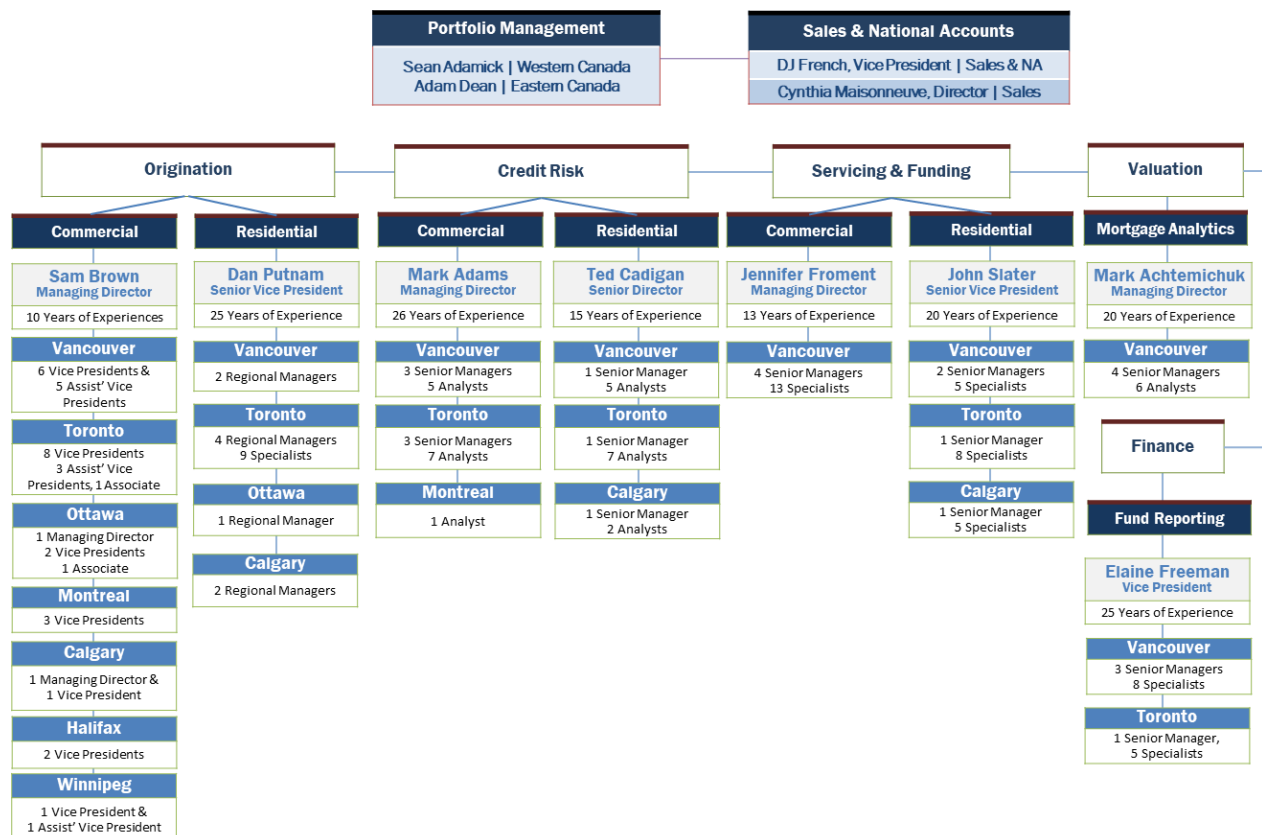 Portfolio Management
Sean Adamick | Western Canada
Adam Dean | Eastern Canada
Sales & National Accounts
DJ French, Vice President | Sales & NA
Cynthia Maisonneuve, Director | Sales
Origination
Credit Risk
Servicing & Funding
Valuation
Commercial
Sam Brown
Managing Director
10 Years of Experiences
Vancouver
6 Vice Presidents &
5 Assist' Vice
Presidents
Toronto
8 Vice Presidents
3 Assist' Vice
Presidents, 1 Associate
Ottawa
1 Managing Director
2 Vice Presidents
1 Associate
Montreal
3 Vice Presidents
Calgary
1 Managing Director &
1 Vice President
Halifax
2 Vice Presidents
Winnipeg
1 Vice President &
1 Assist' Vice President
Residential
Dan Putnam
Senior Vice President
25 Years of Experience
Vancouver
2 Regional Managers
Toronto
4 Regional Managers
9 Specialists
Ottawa
1 Regional Manager
Calgary
2 Regional Managers
Commercial
Mark Adams
Managing Director
26 Years of Experience
Vancouver
3 Senior Managers
5 Analysts
Toronto
3 Senior Managers
7 Analysts
Montreal
1 Analyst
Residential
Ted Cadigan
Senior Director
15 Years of Experience
Vancouver
1 Senior Manager
5 Analysts
Toronto
1 Senior Manager
7 Analysts
Calgary
1 Senior Manager
2 Analysts
Commercial
Jennifer Froment
Managing Director
13 Years of Experience
Vancouver
4 Senior Managers
13 Specialists
Residential
John Slater
Senior Vice President
20 Years of Experience
Vancouver
2 Senior Managers
5 Specialists
Toronto
1 Senior Manager
8 Specialists
Calgary
1 Senior Manager
5 Specialists
Mortgage Analytics
Mark Achtemichuk
Managing Director
20 Years of Experience
Vancouver
4 Senior Managers
6 Analysts
Finance
Fund Reporting
Elaine Freeman
Vice President
25 Years of Experience
Vancouver
3 Senior Managers
8 Specialists
Toronto
1 Senior Manager,
5 Specialists